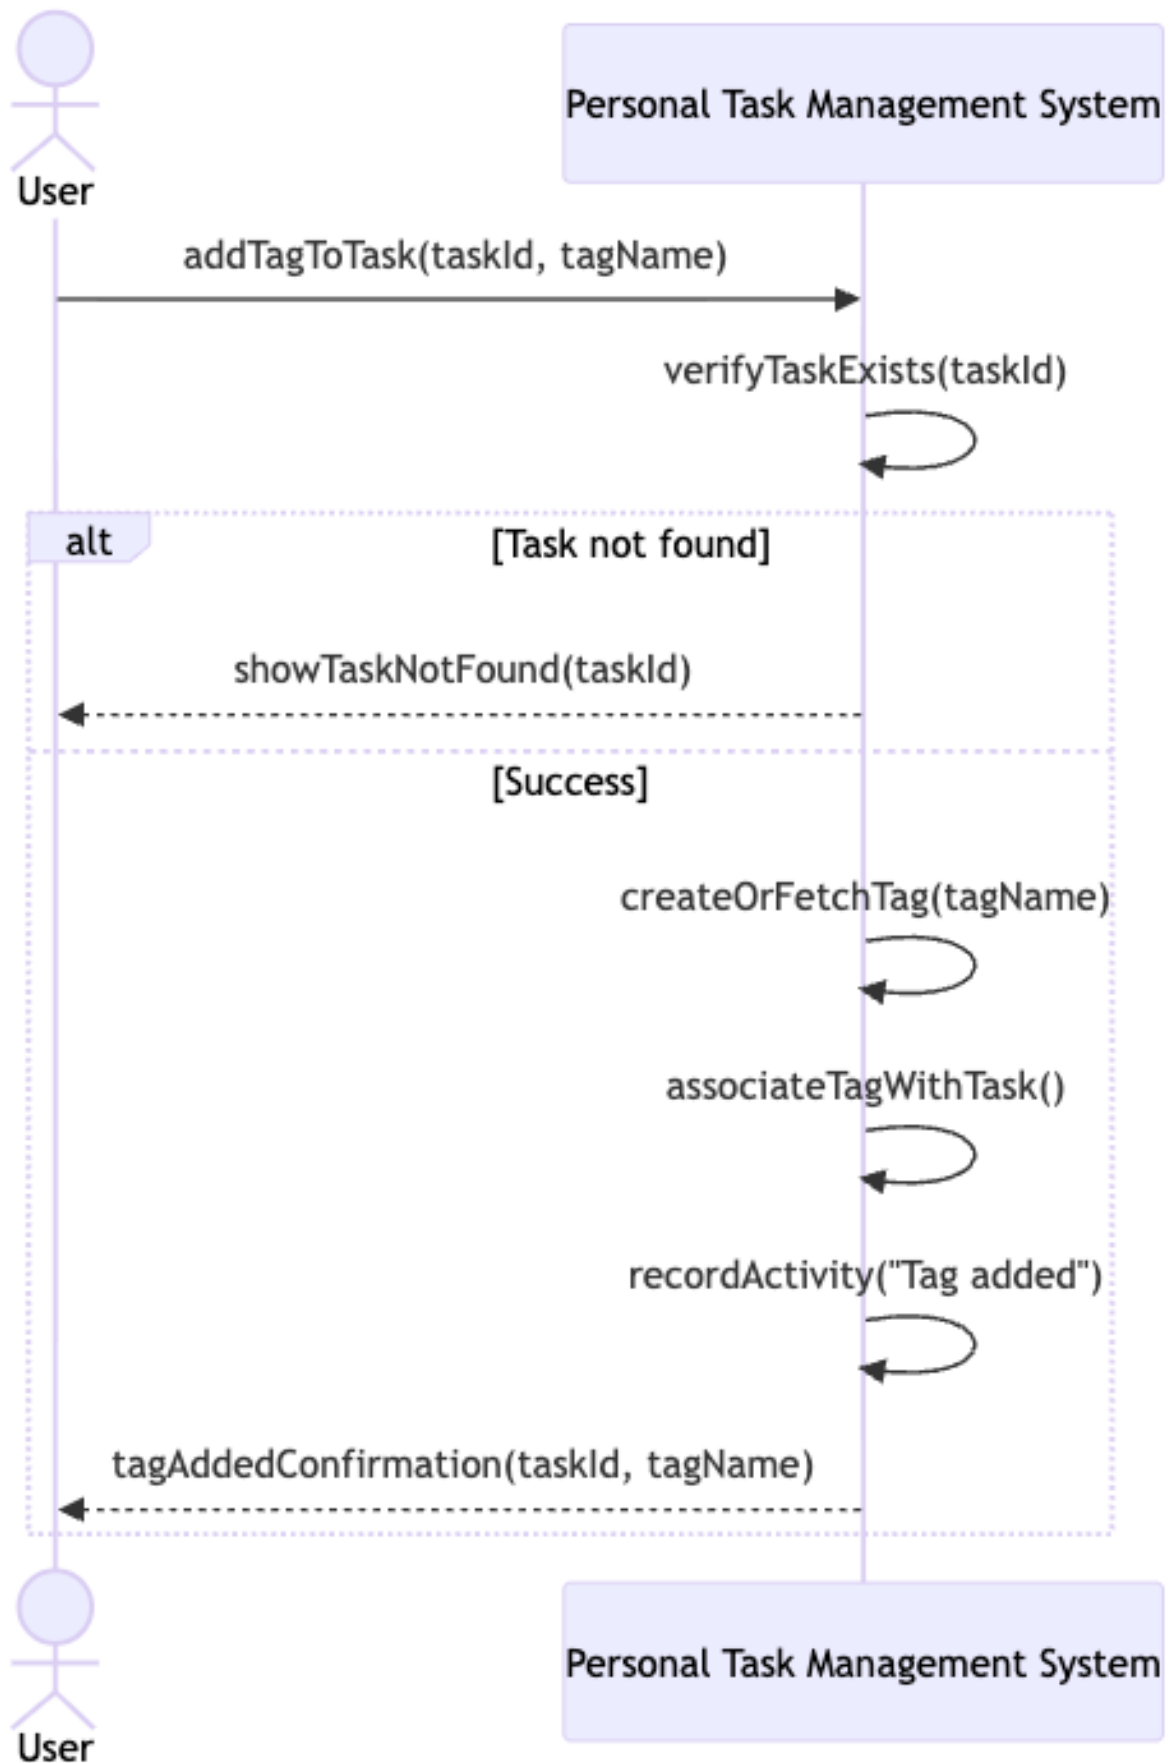 Personal Task Management System
User
addTagToTask(taskId, tagName)
verifyTaskExists(taskId)
alt
[Task not found]
showTaskNotFound(taskId)
[Success]
createOrFetchTag(tagName)
associateTagWithTask()
recordActivity("Tag added")
tagAddedConfirmation(taskId, tagName)
Personal Task Management System
User